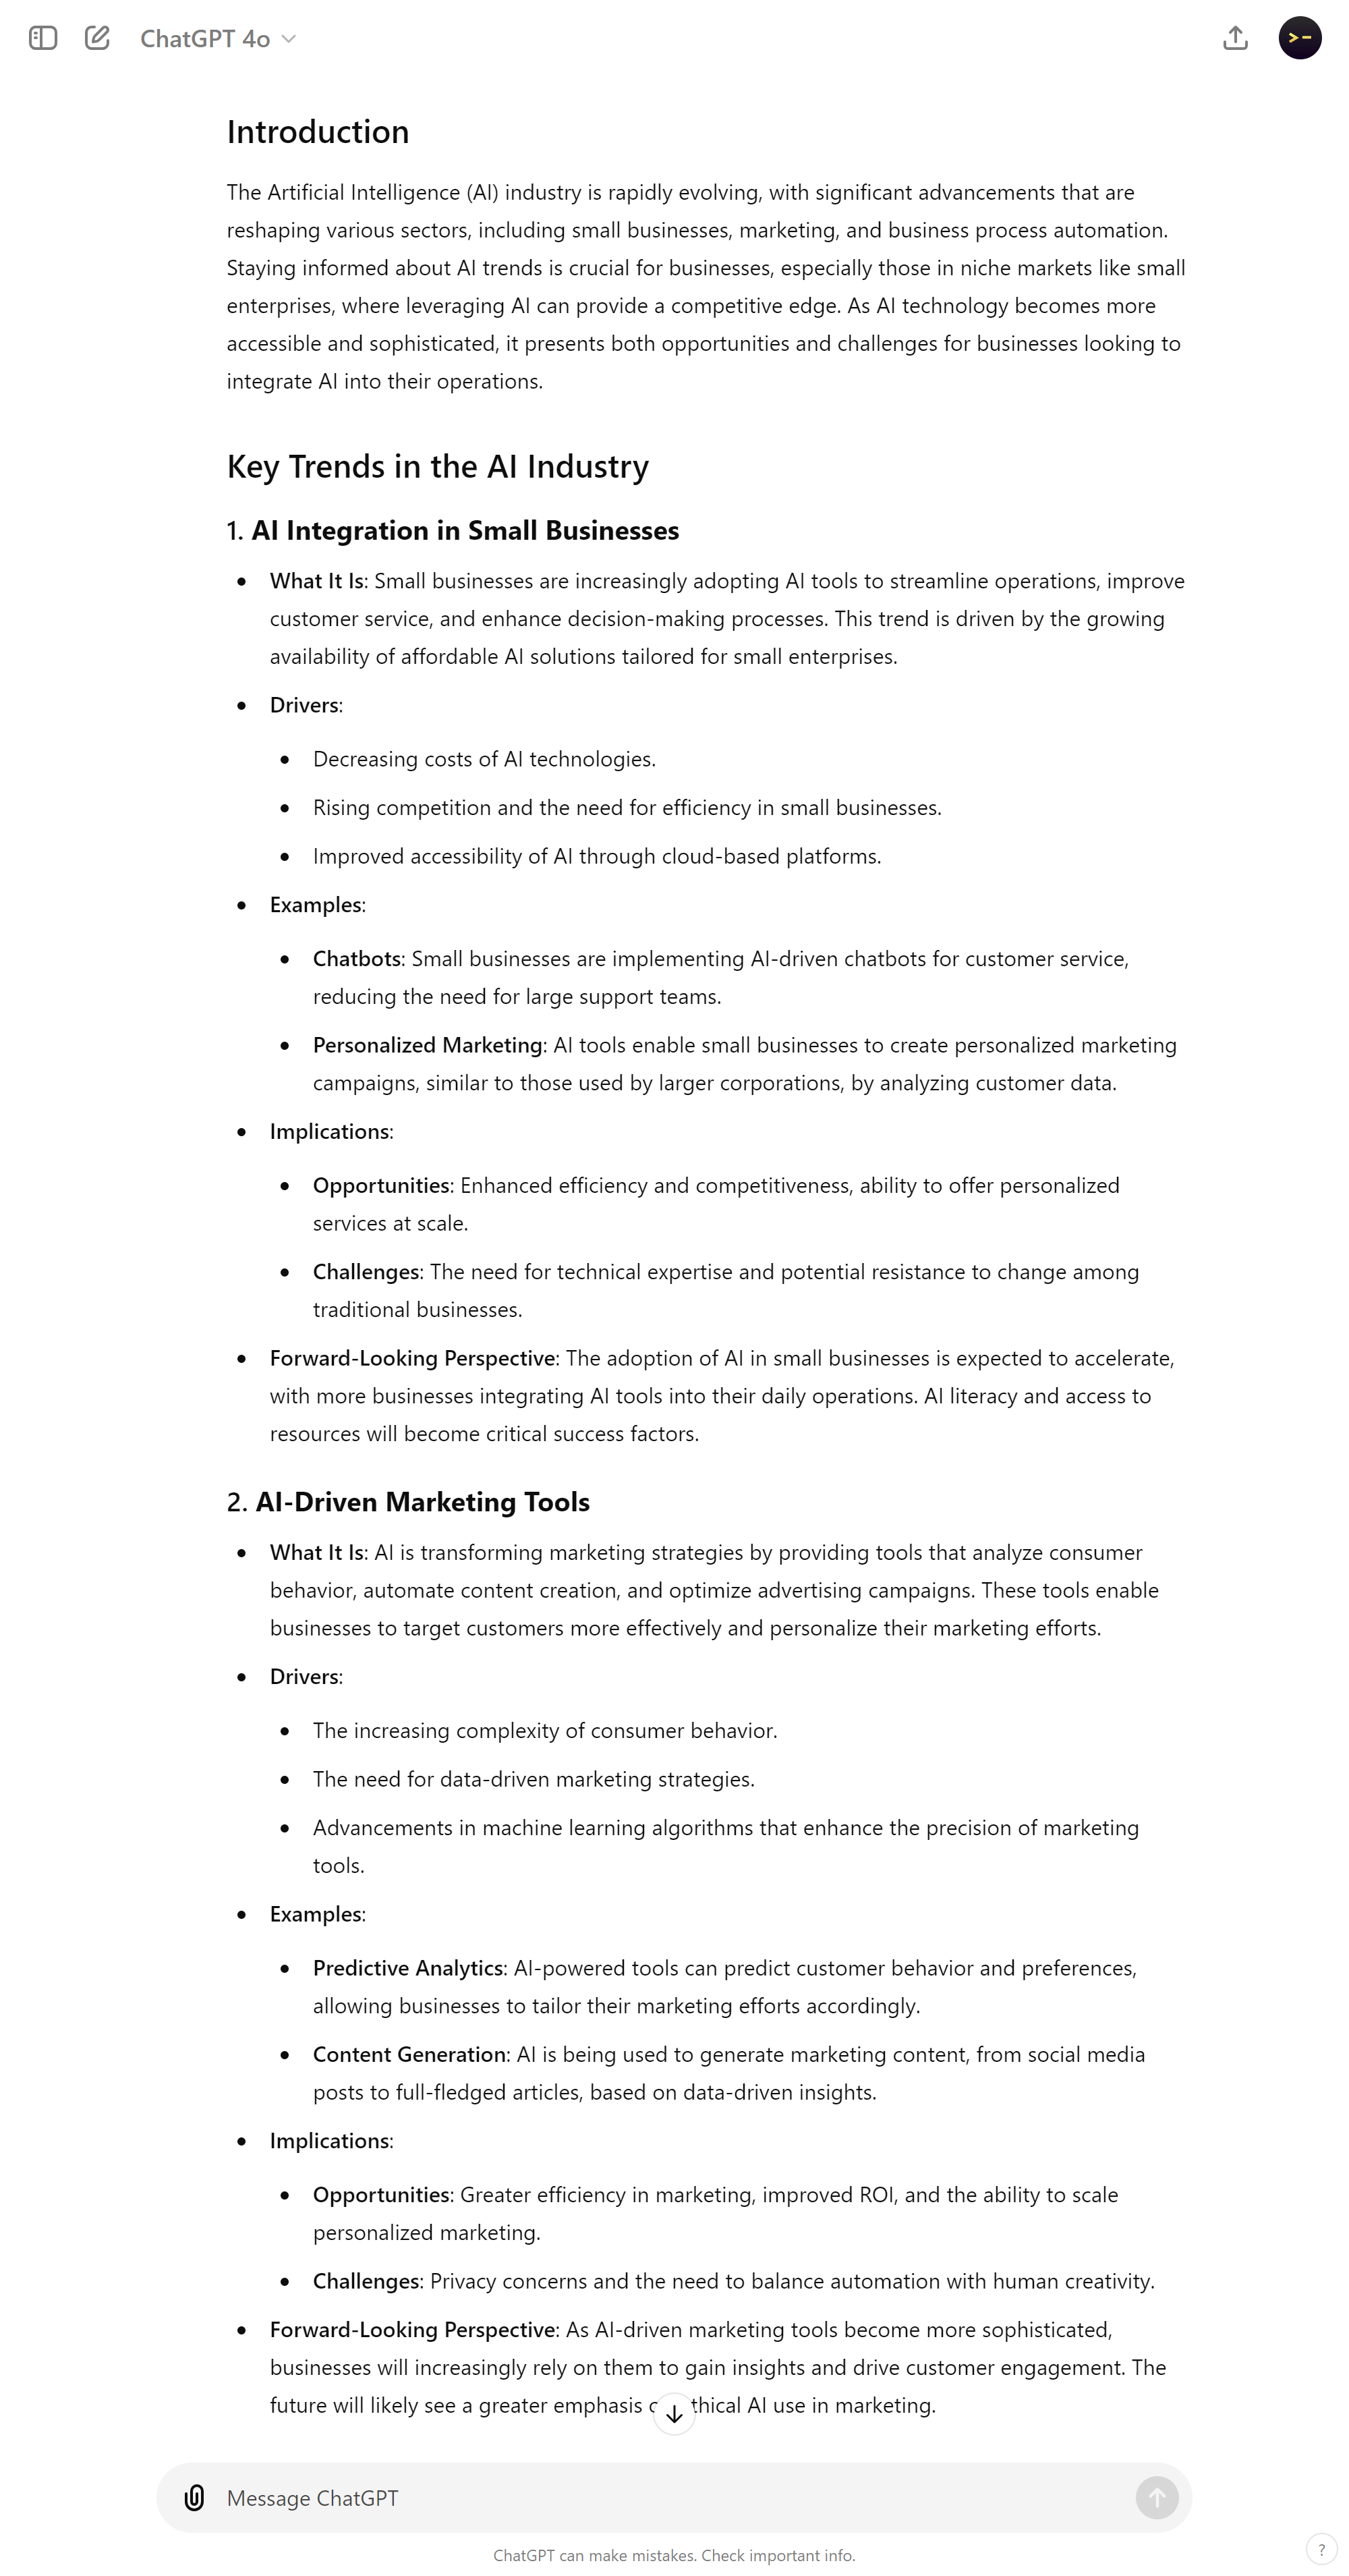 ChatGPT 4o
Introduction
The Artificial Intelligence (AI) industry is rapidly evolving, with significant advancements that are
reshaping various sectors, including small businesses, marketing, and business process automation.
Staying informed about AI trends is crucial for businesses, especially those in niche markets like small
enterprises, where leveraging AI can provide a competitive edge. As AI technology becomes more
accessible and sophisticated, it presents both opportunities and challenges for businesses looking to
integrate AI into their operations.
Key Trends in the AI Industry
1. AI Integration in Small Businesses
• What It Is: Small businesses are increasingly adopting AI tools to streamline operations, improve
customer service, and enhance decision-making processes. This trend is driven by the growing
availability of affordable AI solutions tailored for small enterprises.
• Drivers:
• Decreasing costs of AI technologies.
• Rising competition and the need for efficiency in small businesses.
• Improved accessibility of AI through cloud-based platforms.
• Examples:
• Chatbots: Small businesses are implementing AI-driven chatbots for customer service,
reducing the need for large support teams.
• Personalized Marketing: AI tools enable small businesses to create personalized marketing
campaigns, similar to those used by larger corporations, by analyzing customer data.
• Implications:
• Opportunities: Enhanced efficiency and competitiveness, ability to offer personalized
services at scale.
• Challenges: The need for technical expertise and potential resistance to change among
traditional businesses.
• Forward-Looking Perspective: The adoption of AI in small businesses is expected to accelerate,
with more businesses integrating AI tools into their daily operations. AI literacy and access to
resources will become critical success factors.
2. AI-Driven Marketing Tools
• What It Is: AI is transforming marketing strategies by providing tools that analyze consumer
behavior, automate content creation, and optimize advertising campaigns. These tools enable
businesses to target customers more effectively and personalize their marketing efforts.
• Drivers:
• The increasing complexity of consumer behavior.
• The need for data-driven marketing strategies.
• Advancements in machine learning algorithms that enhance the precision of marketing
tools.
• Examples:
• Predictive Analytics: AI-powered tools can predict customer behavior and preferences,
allowing businesses to tailor their marketing efforts accordingly.
• Content Generation: AI is being used to generate marketing content, from social media
posts to full-fledged articles, based on data-driven insights.
• Implications:
• Opportunities: Greater efficiency in marketing, improved ROI, and the ability to scale
personalized marketing.
• Challenges: Privacy concerns and the need to balance automation with human creativity.
• Forward-Looking Perspective: As AI-driven marketing tools become more sophisticated,
businesses will increasingly rely on them to gain insights and drive customer engagement. The
future will likely see a greater emphasis AI use in marketing.
Message ChatGPT
ChatGPT can make mistakes. Check important info.
?